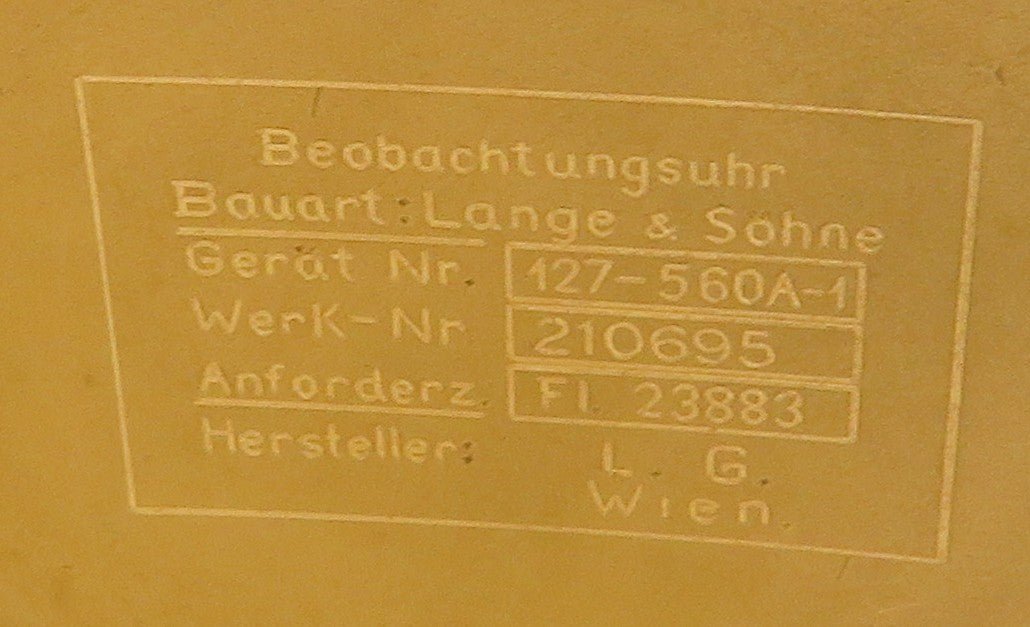 Beobachtungsuhr
Bauart: Lange & Söhne
Gerät Nr. 127-560A-1
Werk-Nr 210695
Anforderz. Fl. 23883
Hersteller: L. G.
Wien.